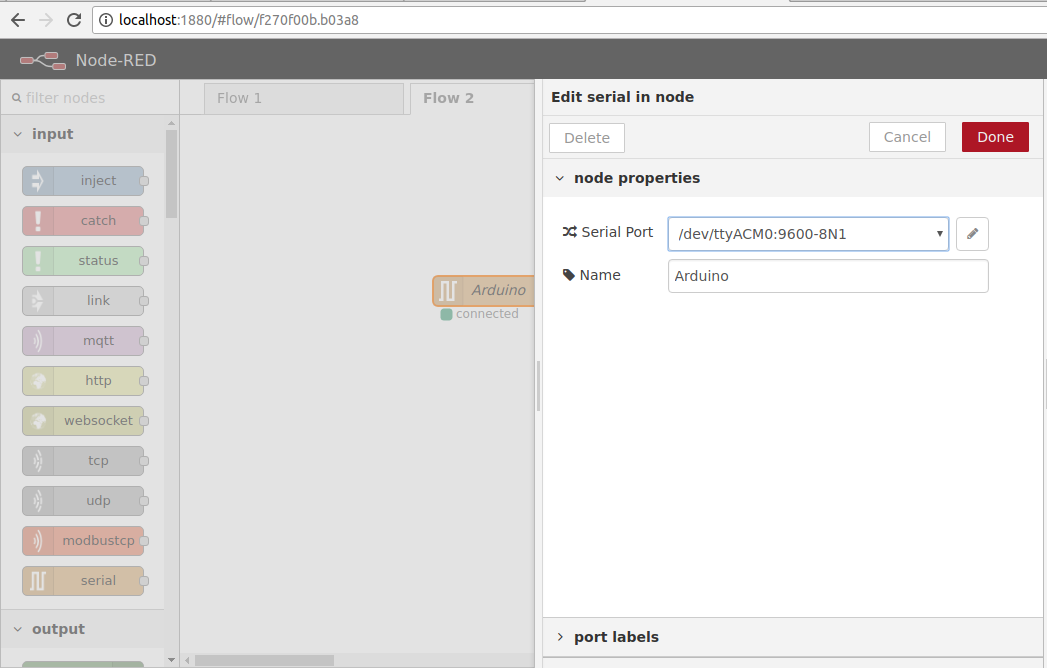 localhost:1880/#flow/f270f00b.b03a8
Node-RED
filter nodes
Flow 1
Flow 2
input
inject
catch
status
link
mqtt
http
websocket
tcp
udp
modbustcp
serial
output
Arduino
connected
Edit serial in node
Delete
Cancel
Done
node properties
Serial Port
/dev/ttyACM0:9600-8N1
Name
Arduino
port labels